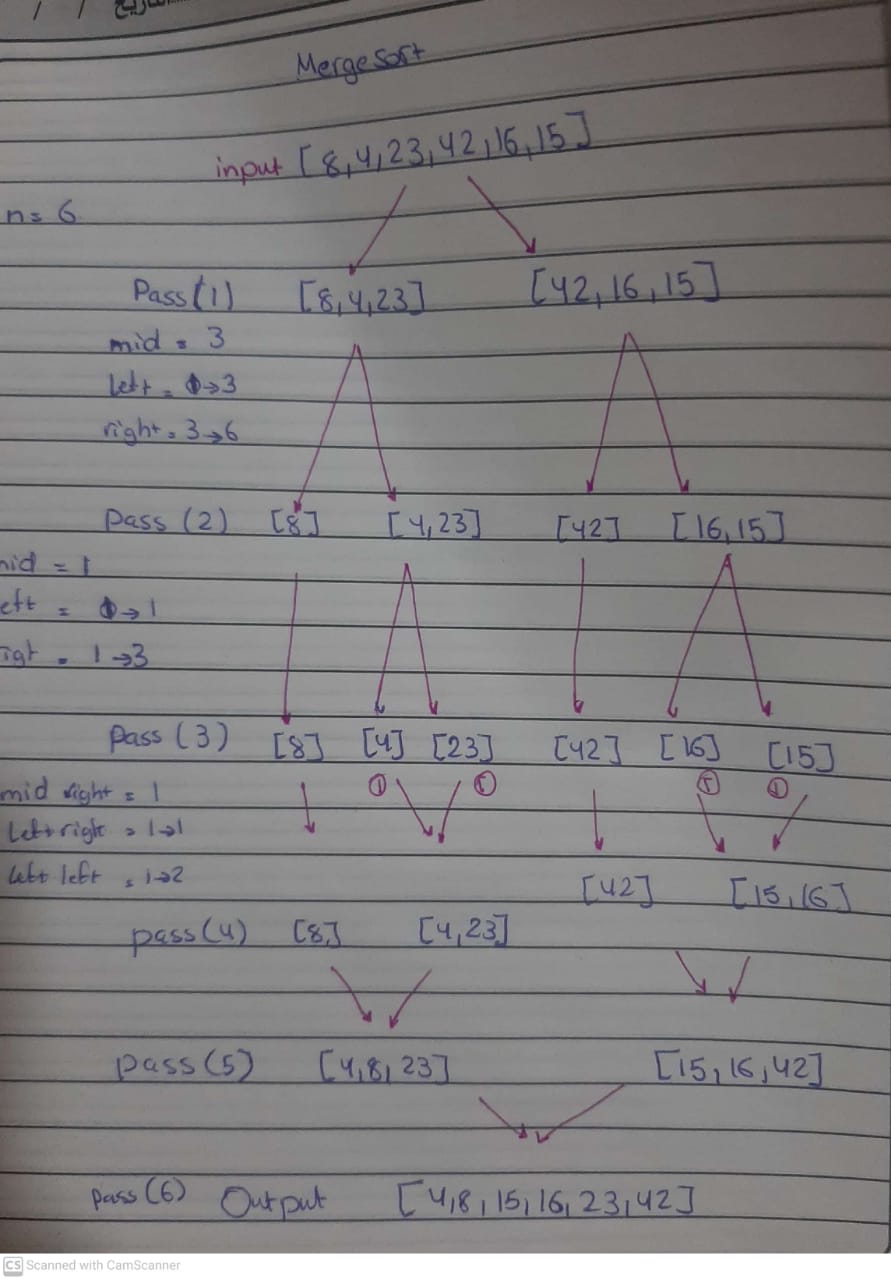 / / التاريخ
Merge Sort
input [8,4,23,42,16,15]
n= 6
Pass(1) [8,4,23] [42,16,15]
mid = 3
left = 0→3
right = 3→6
Pass (2) [8] [4,23] [42] [16,15]
mid = 1
left = 0→1
right = 1→3
Pass (3) [8] [4] [23] [42] [16] [15]
mid right = 1
Left right = 1→1
Left left = 1→2
[42] [15,16]
pass(4) [8] [4,23]
pass(5) [4,8,23] [15,16,42]
pass(6) Output [4,8,15,16,23,42]
CS Scanned with CamScanner